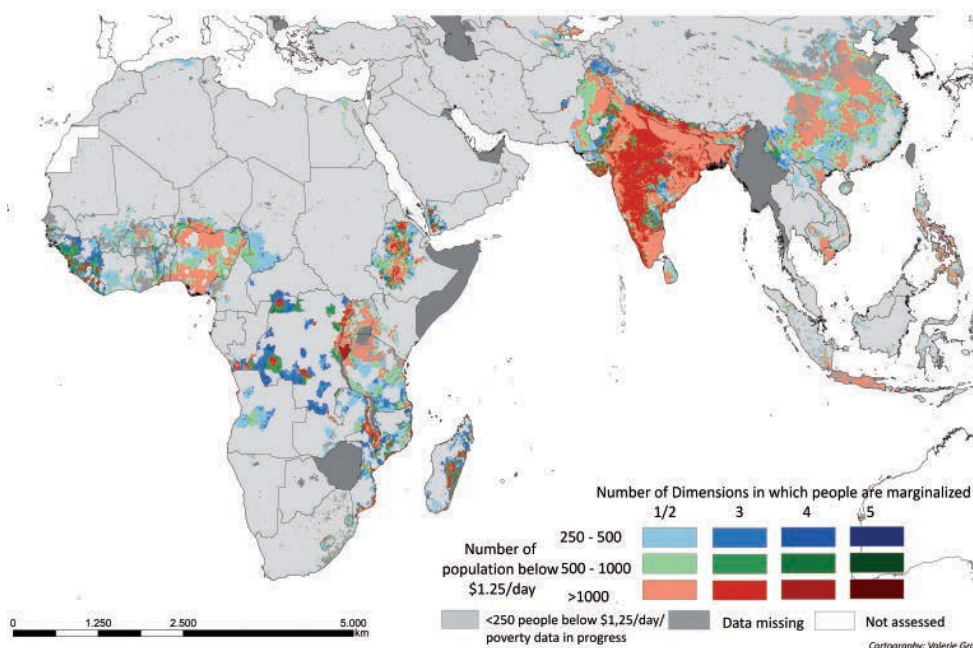 Number of Dimensions in which people are marginalized
1/2 3 4 5
250 - 500
Number of
population below
$1.25/day
500 - 1000
>1000
<250 people below $1,25/day/
poverty data in progress
Data missing
Not assessed
0 1.250 2.500 5.000
km
Cartography: Valerie